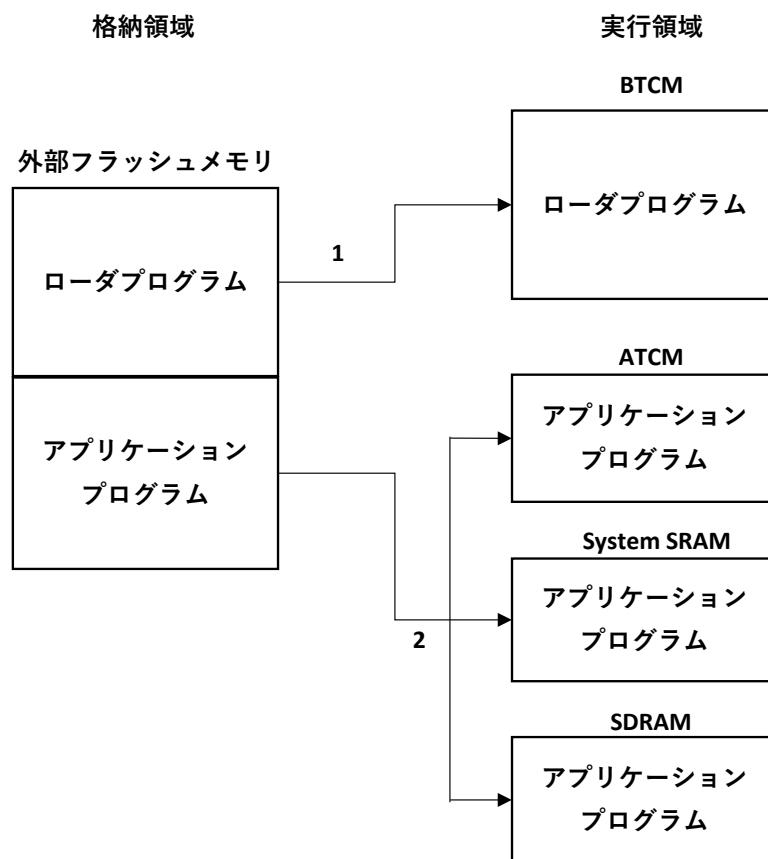 格納領域
実行領域
BTCM
外部フラッシュメモリ
ローダプログラム
1
ローダプログラム
ATCM
アプリケーション
プログラム
アプリケーション
プログラム
System SRAM
アプリケーション
プログラム
2
SDRAM
アプリケーション
プログラム